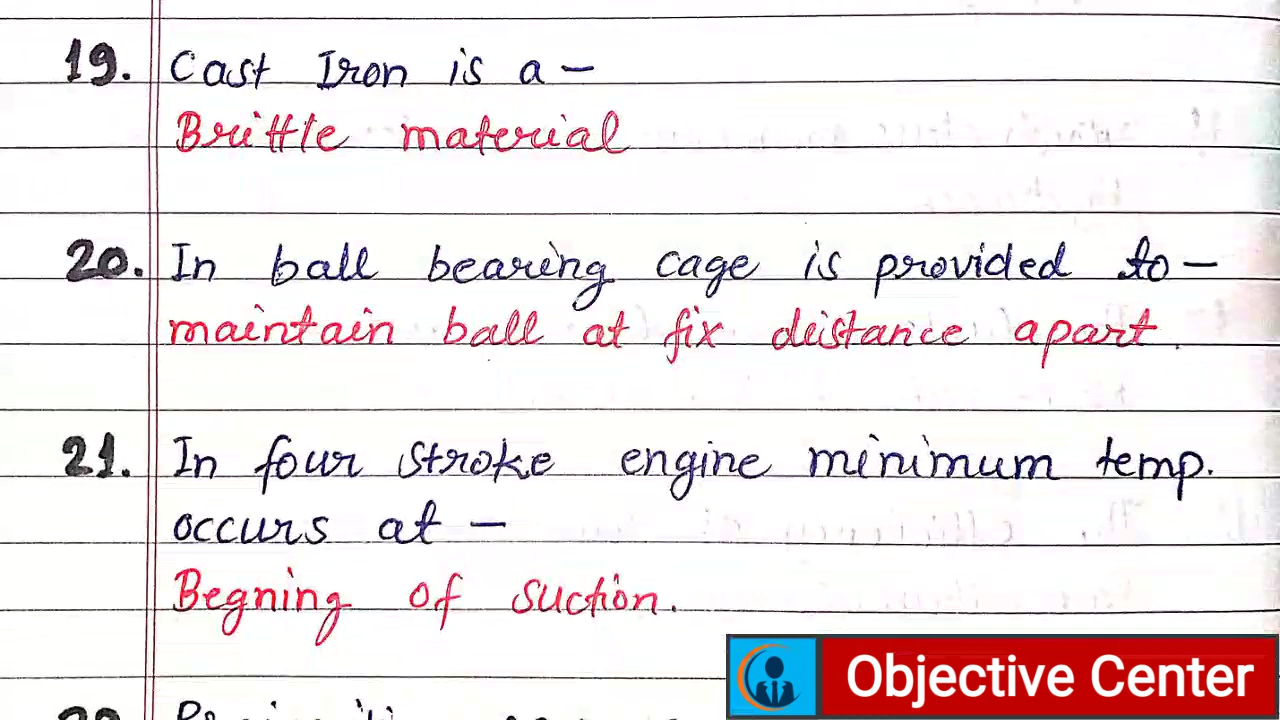 19. Cast Iron is a -
Brittle material
20. In ball bearing cage is provided to -
maintain ball at fix distance apart.
21. In four stroke engine minimum temp.
occurs at -
Begning of suction.
Objective Center